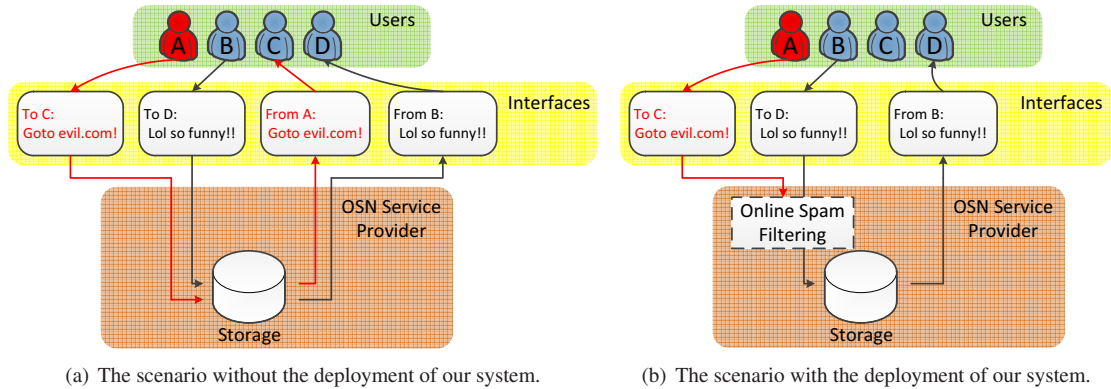 Users
A B C D
Interfaces
To C:
Goto evil.com!
To D:
Lol so funny!!
From A:
Goto evil.com!
From B:
Lol so funny!!
OSN Service
Provider
Storage
(a) The scenario without the deployment of our system.
Users
A B C D
Interfaces
To C:
Goto evil.com!
To D:
Lol so funny!!
From B:
Lol so funny!!
Online Spam
Filtering
OSN Service
Provider
Storage
(b) The scenario with the deployment of our system.